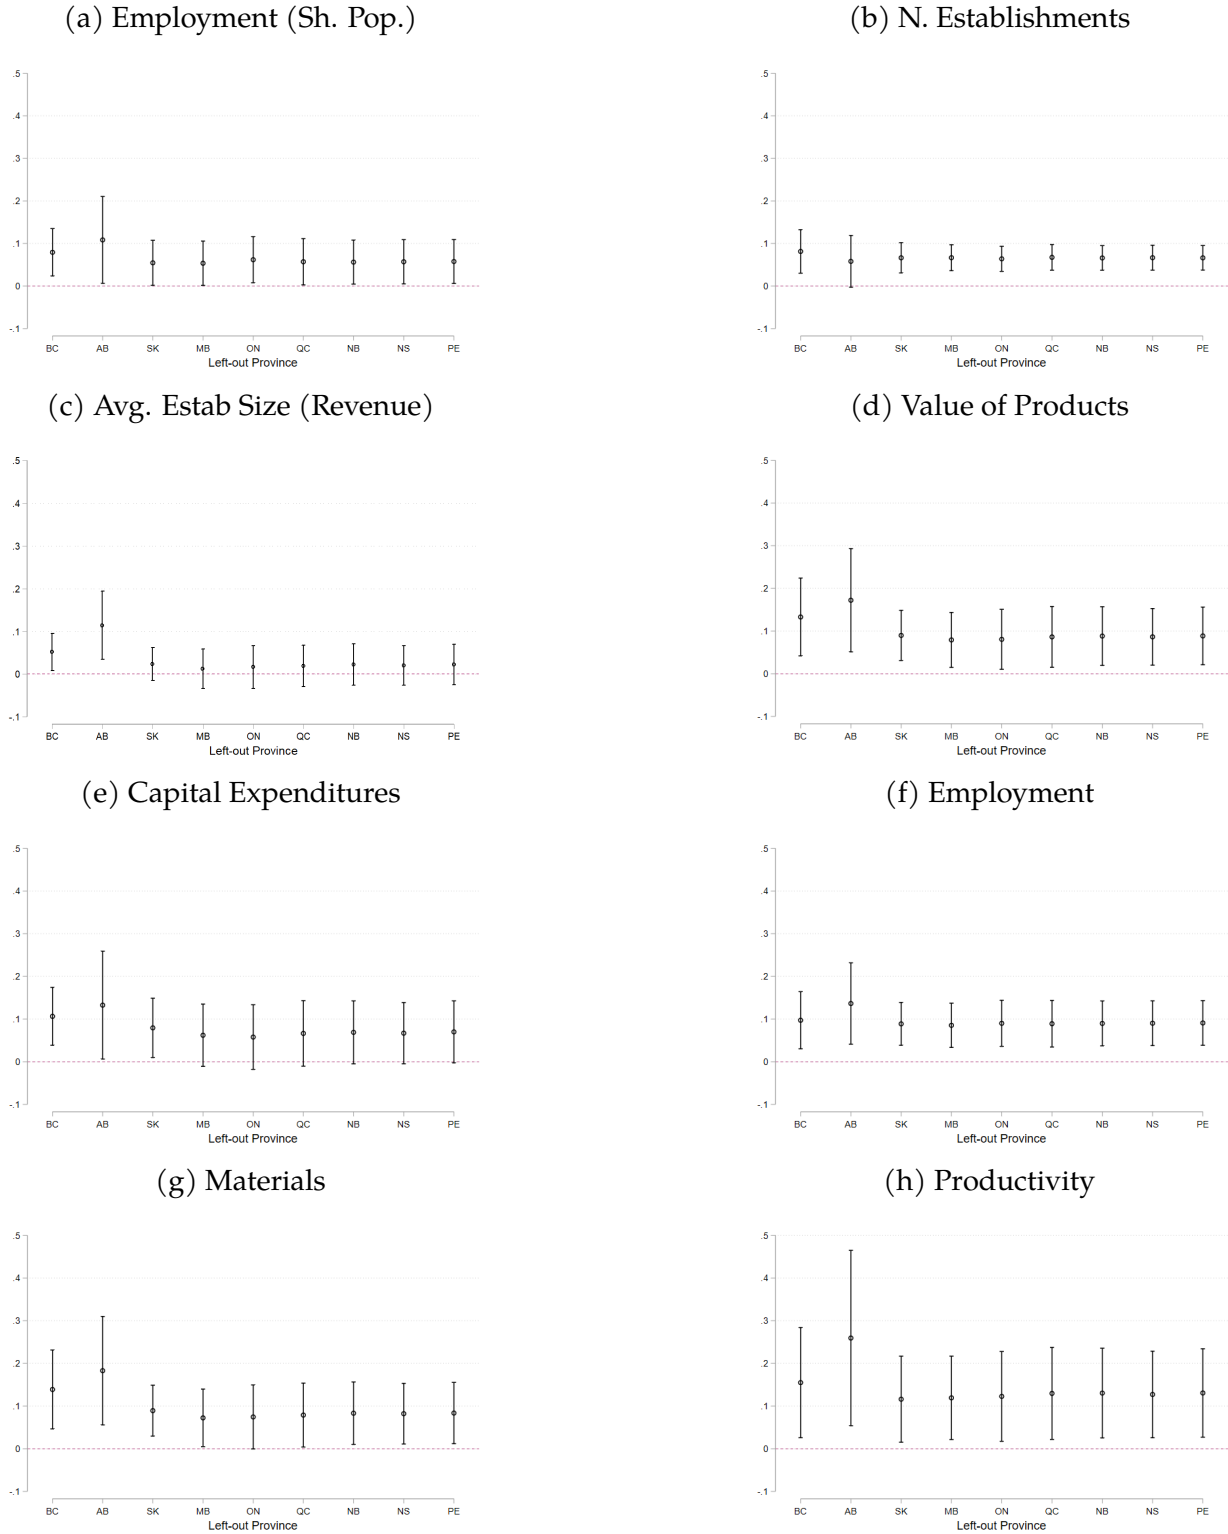 (a) Employment (Sh. Pop.)
.5
.4
.3
.2
.1
0
-.1
BC AB SK MB ON QC NB NS PE
Left-out Province
(b) N. Establishments
.5
.4
.3
.2
.1
0
-.1
BC AB SK MB ON QC NB NS PE
Left-out Province
(c) Avg. Estab Size (Revenue)
.5
.4
.3
.2
.1
0
-.1
BC AB SK MB ON QC NB NS PE
Left-out Province
(d) Value of Products
.5
.4
.3
.2
.1
0
-.1
BC AB SK MB ON QC NB NS PE
Left-out Province
(e) Capital Expenditures
.5
.4
.3
.2
.1
0
-.1
BC AB SK MB ON QC NB NS PE
Left-out Province
(f) Employment
.5
.4
.3
.2
.1
0
-.1
BC AB SK MB ON QC NB NS PE
Left-out Province
(g) Materials
.5
.4
.3
.2
.1
0
-.1
BC AB SK MB ON QC NB NS PE
Left-out Province
(h) Productivity
.5
.4
.3
.2
.1
0
-.1
BC AB SK MB ON QC NB NS PE
Left-out Province